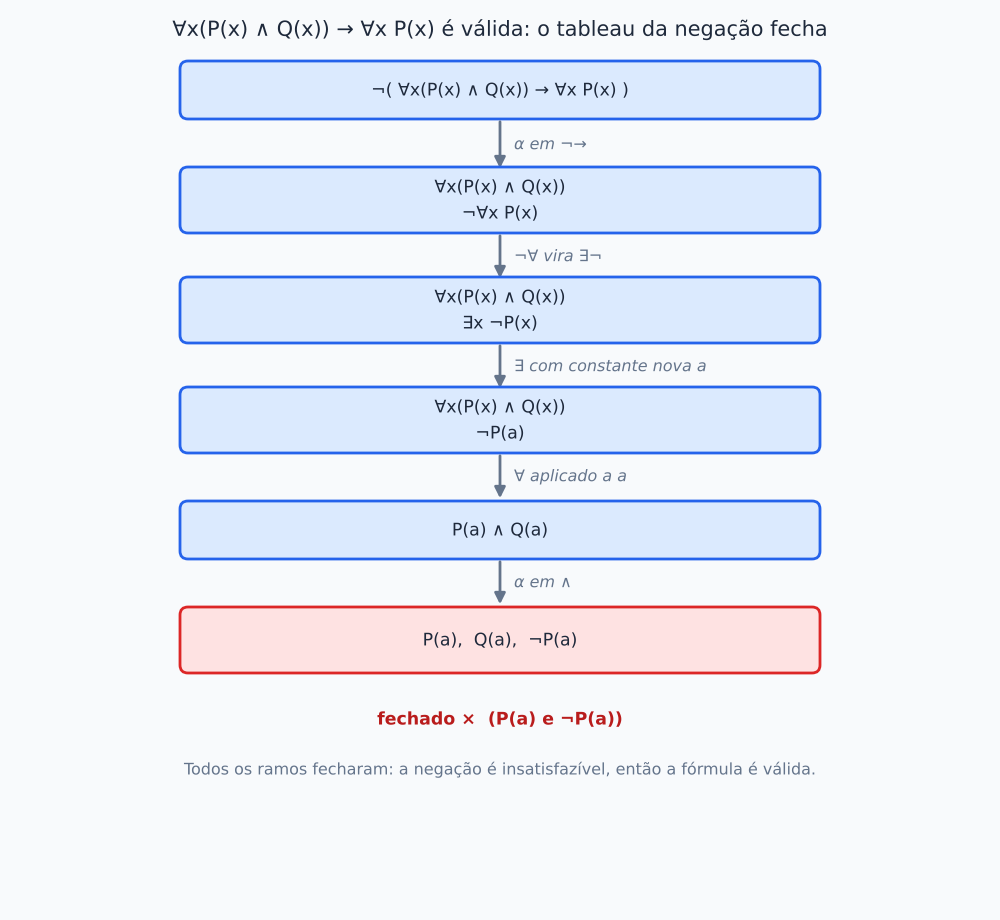 ∀x(P(x) ∧ Q(x)) → ∀x P(x) é válida: o tableau da negação fecha
¬( ∀x(P(x) ∧ Q(x)) → ∀x P(x) )
α em ¬→
∀x(P(x) ∧ Q(x))
¬∀x P(x)
¬∀ vira ∃¬
∀x(P(x) ∧ Q(x))
∃x ¬P(x)
∃ com constante nova a
∀x(P(x) ∧ Q(x))
¬P(a)
∀ aplicado a a
P(a) ∧ Q(a)
α em ∧
P(a), Q(a), ¬P(a)
fechado × (P(a) e ¬P(a))
Todos os ramos fecharam: a negação é insatisfazível, então a fórmula é válida.